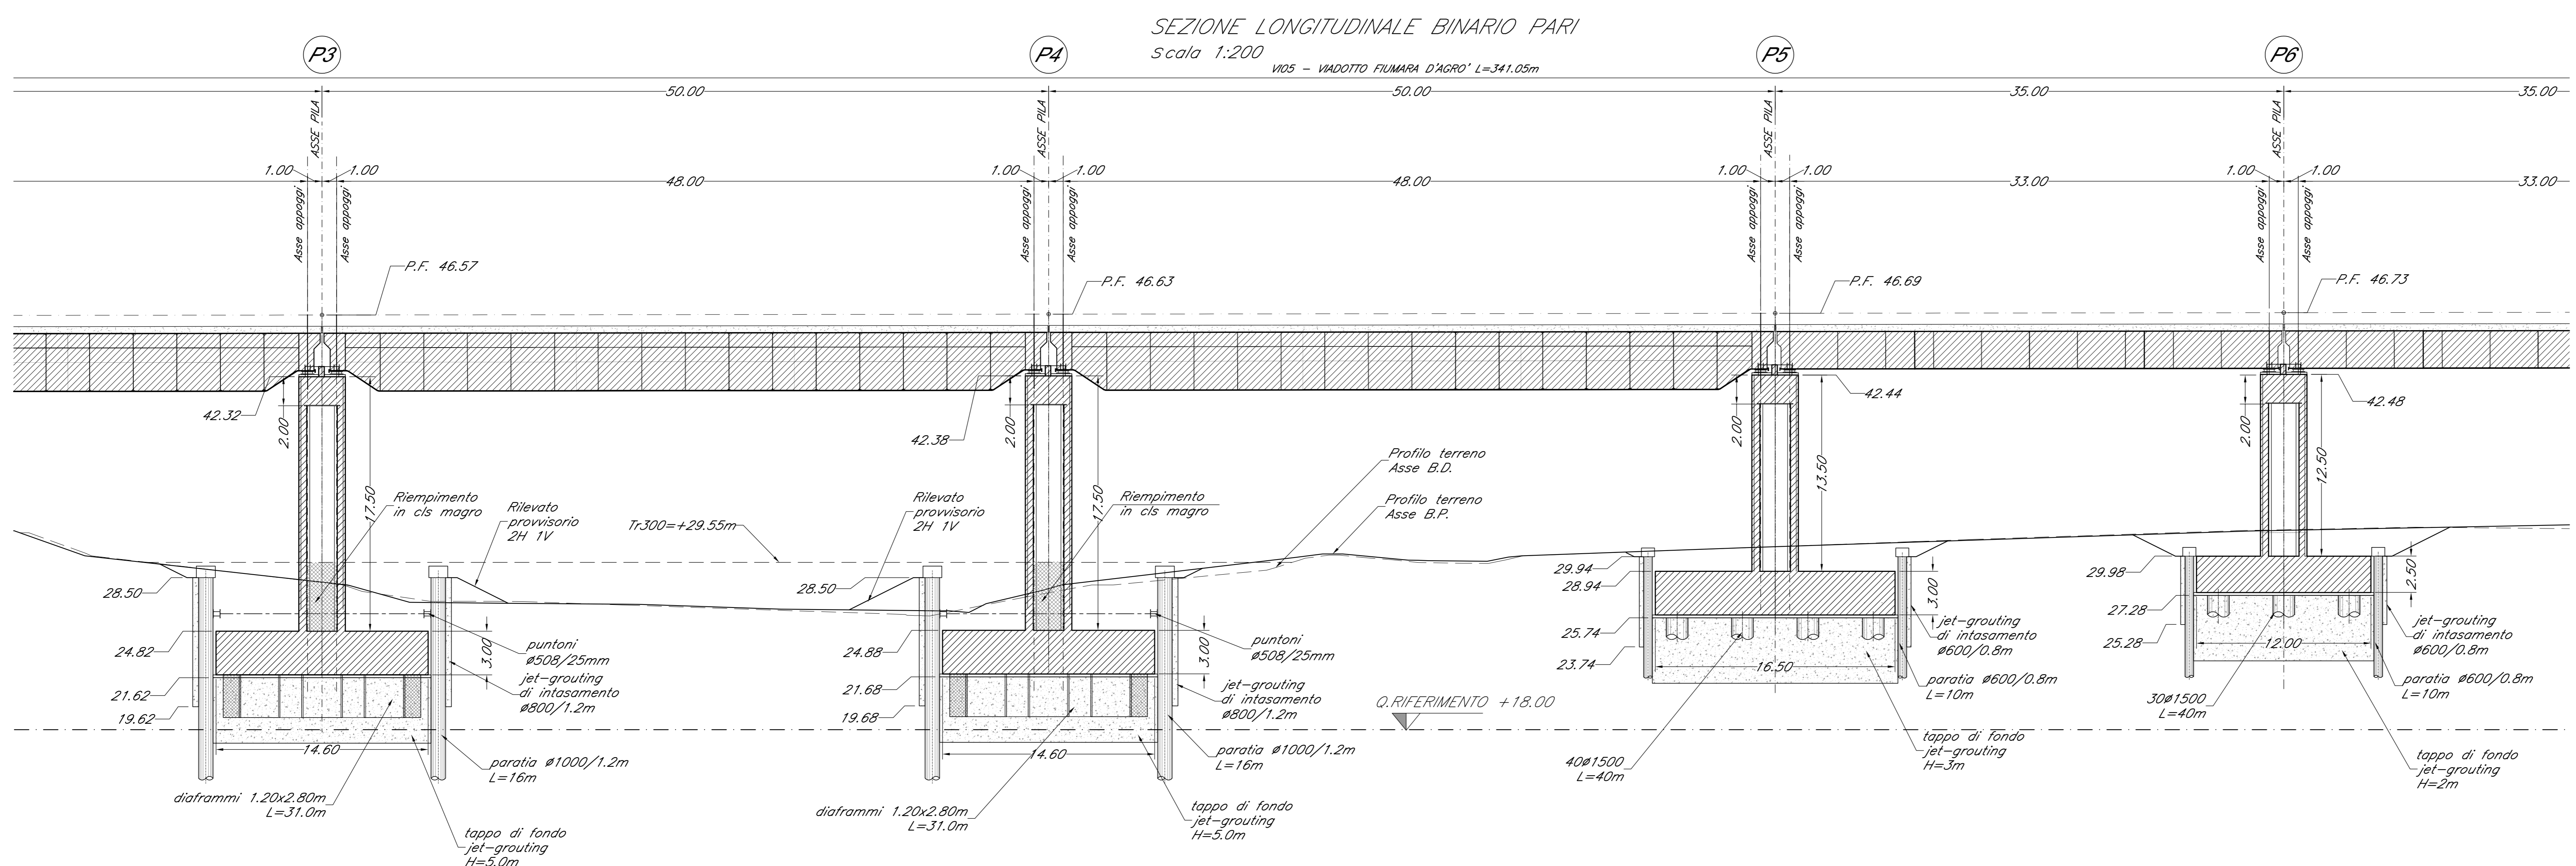 SEZIONE LONGITUDINALE BINARIO PARI
Scala 1:200
VI05 - VIADOTTO FIUMARA D'AGRO' L=341.05m
P3
P4
P5
P6
50.00
50.00
35.00
35.00
ASSE PILA
ASSE PILA
ASSE PILA
ASSE PILA
1.00
1.00
48.00
1.00
1.00
48.00
1.00
1.00
33.00
1.00
1.00
33.00
Asse appoggi
Asse appoggi
Asse appoggi
Asse appoggi
Asse appoggi
Asse appoggi
Asse appoggi
Asse appoggi
P.F. 46.57
P.F. 46.63
P.F. 46.69
P.F. 46.73
42.32
2.00
17.50
Riempimento
in cls magro
Rilevato
provvisorio
2H 1V
Tr300=+29.55m
28.50
24.82
21.62
19.62
3.00
14.60
puntoni
ø508/25mm
jet-grouting
di intasamento
ø800/1.2m
paratia ø1000/1.2m
L=16m
diaframmi 1.20x2.80m
L=31.0m
tappo di fondo
jet-grouting
H=5.0m
42.38
2.00
17.50
Rilevato
provvisorio
2H 1V
Riempimento
in cls magro
28.50
24.88
21.68
19.68
3.00
14.60
puntoni
ø508/25mm
jet-grouting
di intasamento
ø800/1.2m
paratia ø1000/1.2m
L=16m
diaframmi 1.20x2.80m
L=31.0m
tappo di fondo
jet-grouting
H=5.0m
Profilo terreno
Asse B.D.
Profilo terreno
Asse B.P.
Q.RIFERIMENTO +18.00
42.44
2.00
13.50
29.94
28.94
25.74
23.74
3.00
16.50
jet-grouting
di intasamento
ø600/0.8m
paratia ø600/0.8m
L=10m
40ø1500
L=40m
tappo di fondo
jet-grouting
H=3m
42.48
2.00
12.50
29.98
27.28
25.28
2.50
12.00
jet-grouting
di intasamento
ø600/0.8m
paratia ø600/0.8m
L=10m
30ø1500
L=40m
tappo di fondo
jet-grouting
H=2m